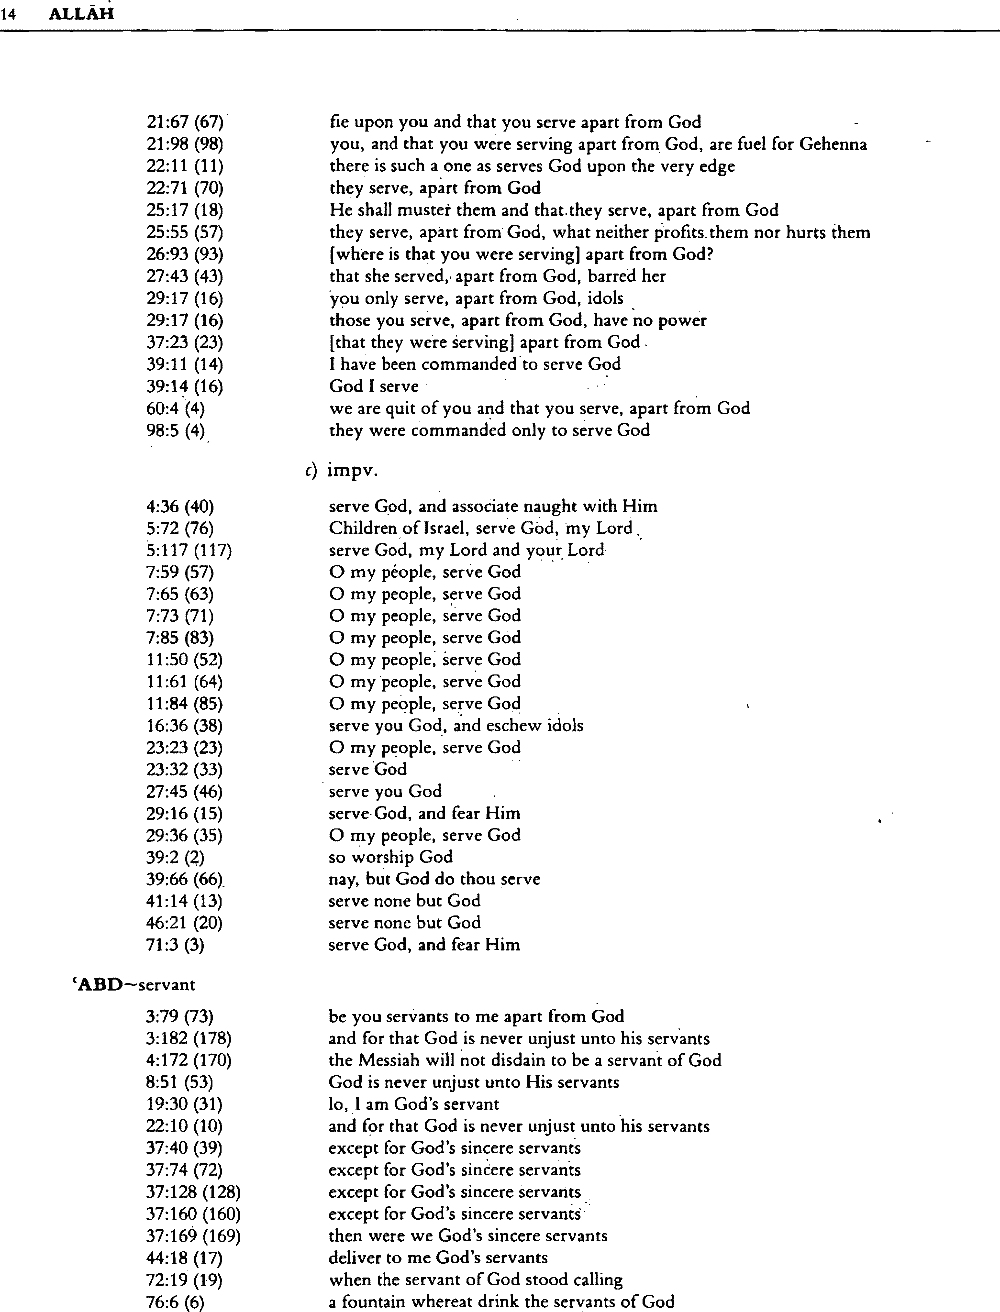 14 ALLĀH
21:67 (67) fie upon you and that you serve apart from God
21:98 (98) you, and that you were serving apart from God, are fuel for Gehenna
22:11 (11) there is such a one as serves God upon the very edge
22:71 (70) they serve, apart from God
25:17 (18) He shall muster them and that they serve, apart from God
25:55 (57) they serve, apart from God, what neither profits them nor hurts them
26:93 (93) [where is that you were serving] apart from God?
27:43 (43) that she served, apart from God, barred her
29:17 (16) you only serve, apart from God, idols
29:17 (16) those you serve, apart from God, have no power
37:23 (23) [that they were serving] apart from God
39:11 (14) I have been commanded to serve God
39:14 (16) God I serve
60:4 (4) we are quit of you and that you serve, apart from God
98:5 (4) they were commanded only to serve God
c) impv.
4:36 (40) serve God, and associate naught with Him
5:72 (76) Children of Israel, serve God, my Lord
5:117 (117) serve God, my Lord and your Lord
7:59 (57) O my people, serve God
7:65 (63) O my people, serve God
7:73 (71) O my people, serve God
7:85 (83) O my people, serve God
11:50 (52) O my people, serve God
11:61 (64) O my people, serve God
11:84 (85) O my people, serve God
16:36 (38) serve you God, and eschew idols
23:23 (23) O my people, serve God
23:32 (33) serve God
27:45 (46) serve you God
29:16 (15) serve God, and fear Him
29:36 (35) O my people, serve God
39:2 (2) so worship God
39:66 (66) nay, but God do thou serve
41:14 (13) serve none but God
46:21 (20) serve none but God
71:3 (3) serve God, and fear Him
ʿABD~servant
3:79 (73) be you servants to me apart from God
3:182 (178) and for that God is never unjust unto his servants
4:172 (170) the Messiah will not disdain to be a servant of God
8:51 (53) God is never unjust unto His servants
19:30 (31) lo, I am God's servant
22:10 (10) and for that God is never unjust unto his servants
37:40 (39) except for God's sincere servants
37:74 (72) except for God's sincere servants
37:128 (128) except for God's sincere servants
37:160 (160) except for God's sincere servants
37:169 (169) then were we God's sincere servants
44:18 (17) deliver to me God's servants
72:19 (19) when the servant of God stood calling
76:6 (6) a fountain whereat drink the servants of God